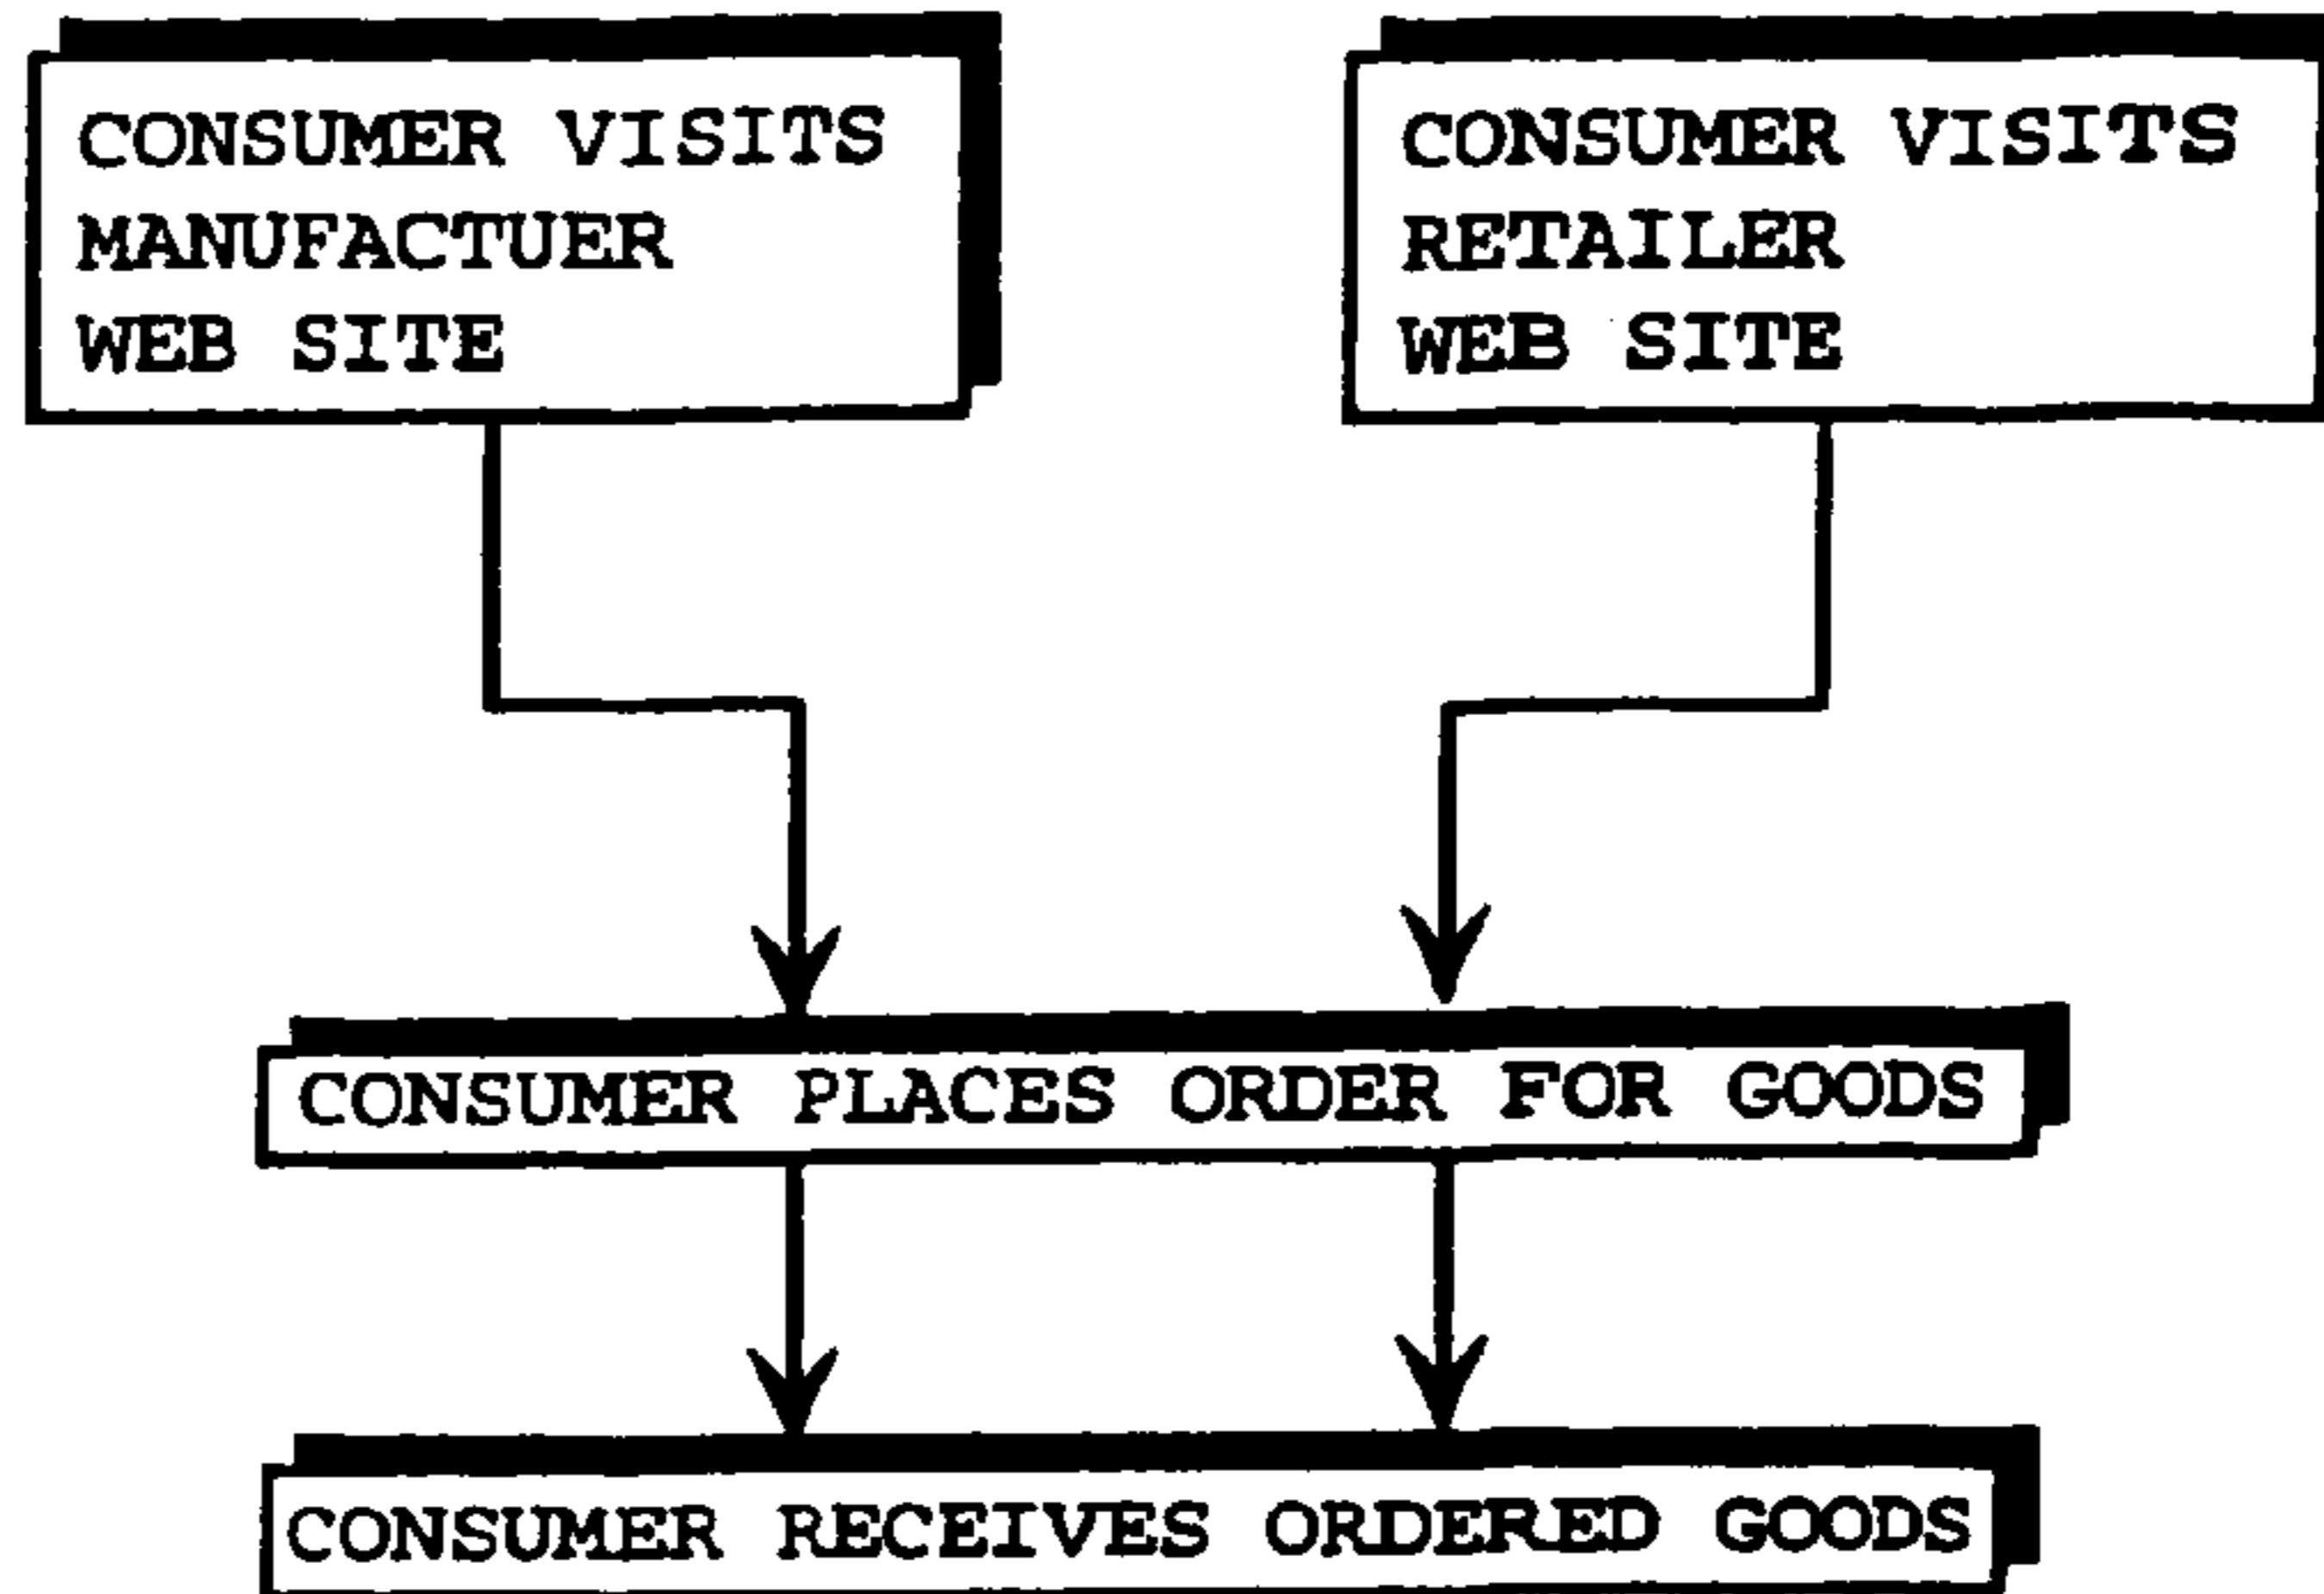 CONSUMER VISITS
MANUFACTUER
WEB SITE
CONSUMER VISITS
RETAILER
WEB SITE
CONSUMER PLACES ORDER FOR GOODS
CONSUMER RECEIVES ORDERED GOODS